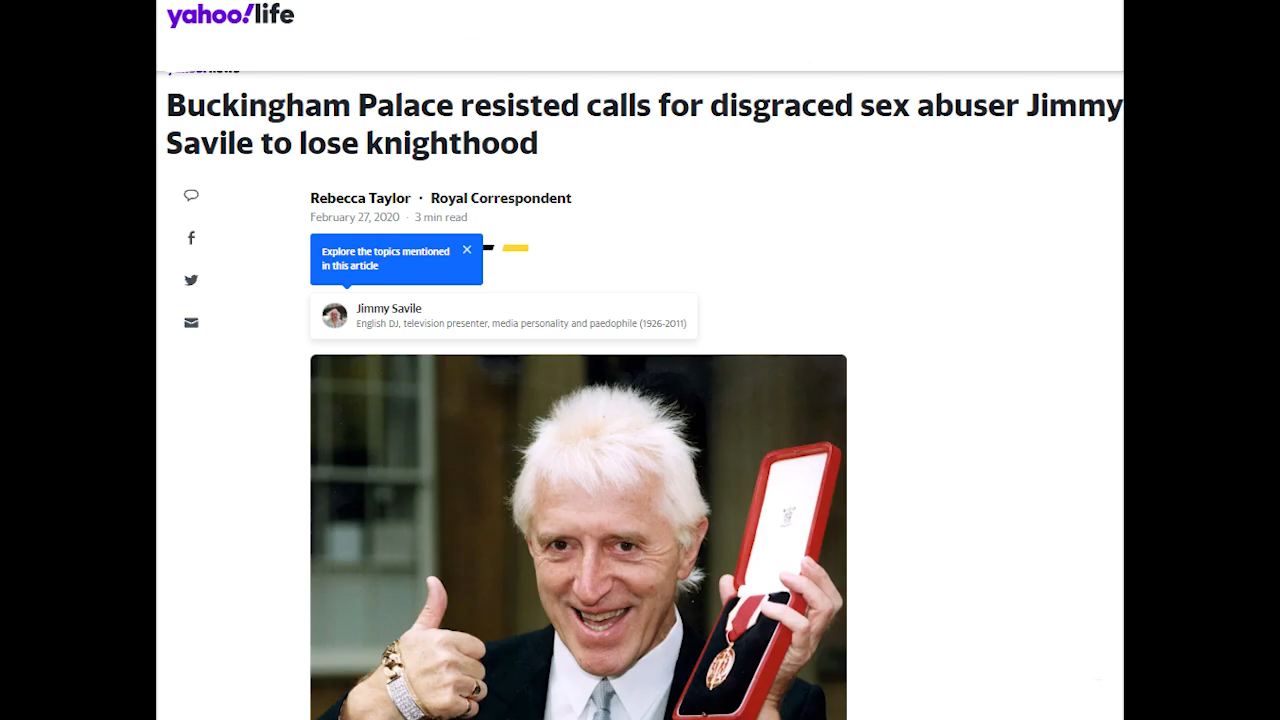 yahoo!life
Buckingham Palace resisted calls for disgraced sex abuser Jimmy
Savile to lose knighthood
Rebecca Taylor · Royal Correspondent
February 27, 2020 · 3 min read
Explore the topics mentioned
in this article
Jimmy Savile
English DJ, television presenter, media personality and paedophile (1926-2011)